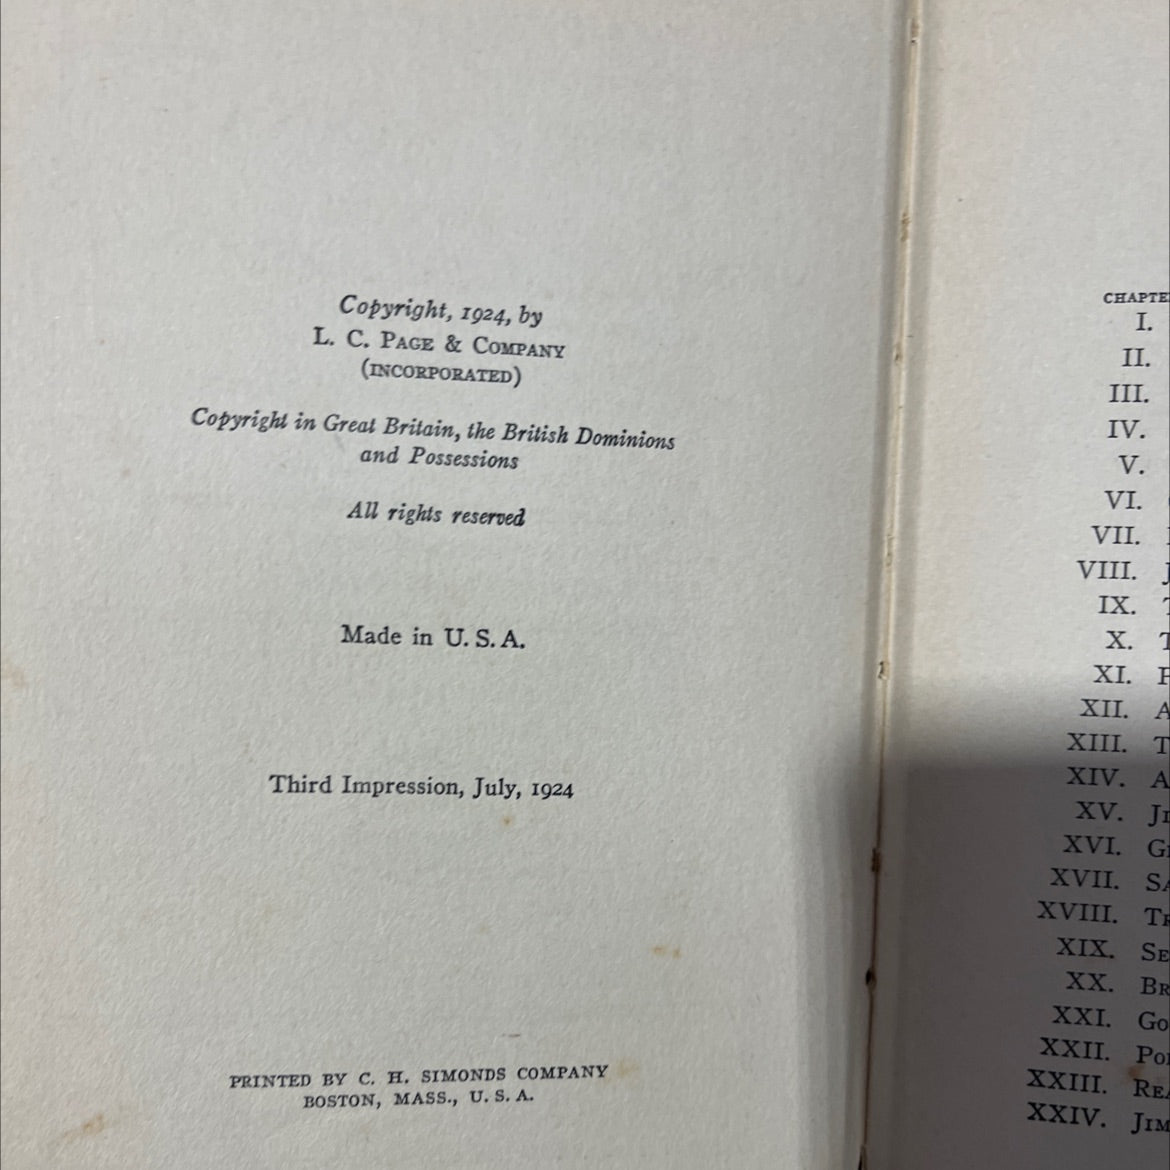 Copyright, 1924, by
L. C. PAGE & COMPANY
(INCORPORATED)
Copyright in Great Britain, the British Dominions
and Possessions
All rights reserved
Made in U. S. A.
Third Impression, July, 1924
PRINTED BY C. H. SIMONDS COMPANY
BOSTON, MASS., U. S. A.
I.
II.
III.
IV.
V.
VI.
VII.
VIII.
IX.
X.
XI.
XII.
XIII.
XIV.
XV.
XVI.
XVII.
XVIII.
XIX.
XX.
XXI.
XXII.
XXIII.
XXIV.